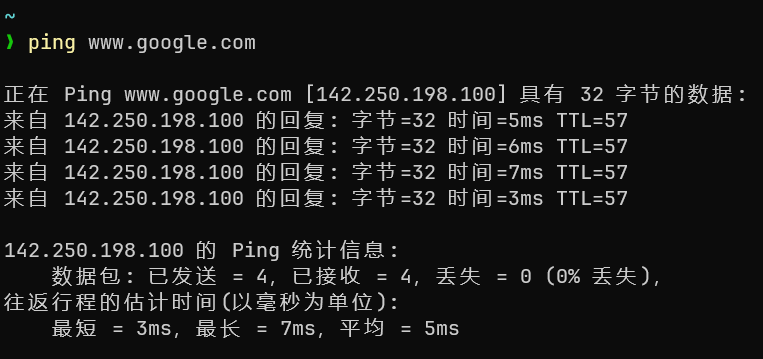 ~
❯ ping www.google.com
正在 Ping www.google.com [142.250.198.100] 具有 32 字节的数据:
来自 142.250.198.100 的回复: 字节=32 时间=5ms TTL=57
来自 142.250.198.100 的回复: 字节=32 时间=6ms TTL=57
来自 142.250.198.100 的回复: 字节=32 时间=7ms TTL=57
来自 142.250.198.100 的回复: 字节=32 时间=3ms TTL=57
142.250.198.100 的 Ping 统计信息:
    数据包: 已发送 = 4, 已接收 = 4, 丢失 = 0 (0% 丢失),
往返行程的估计时间(以毫秒为单位):
    最短 = 3ms, 最长 = 7ms, 平均 = 5ms